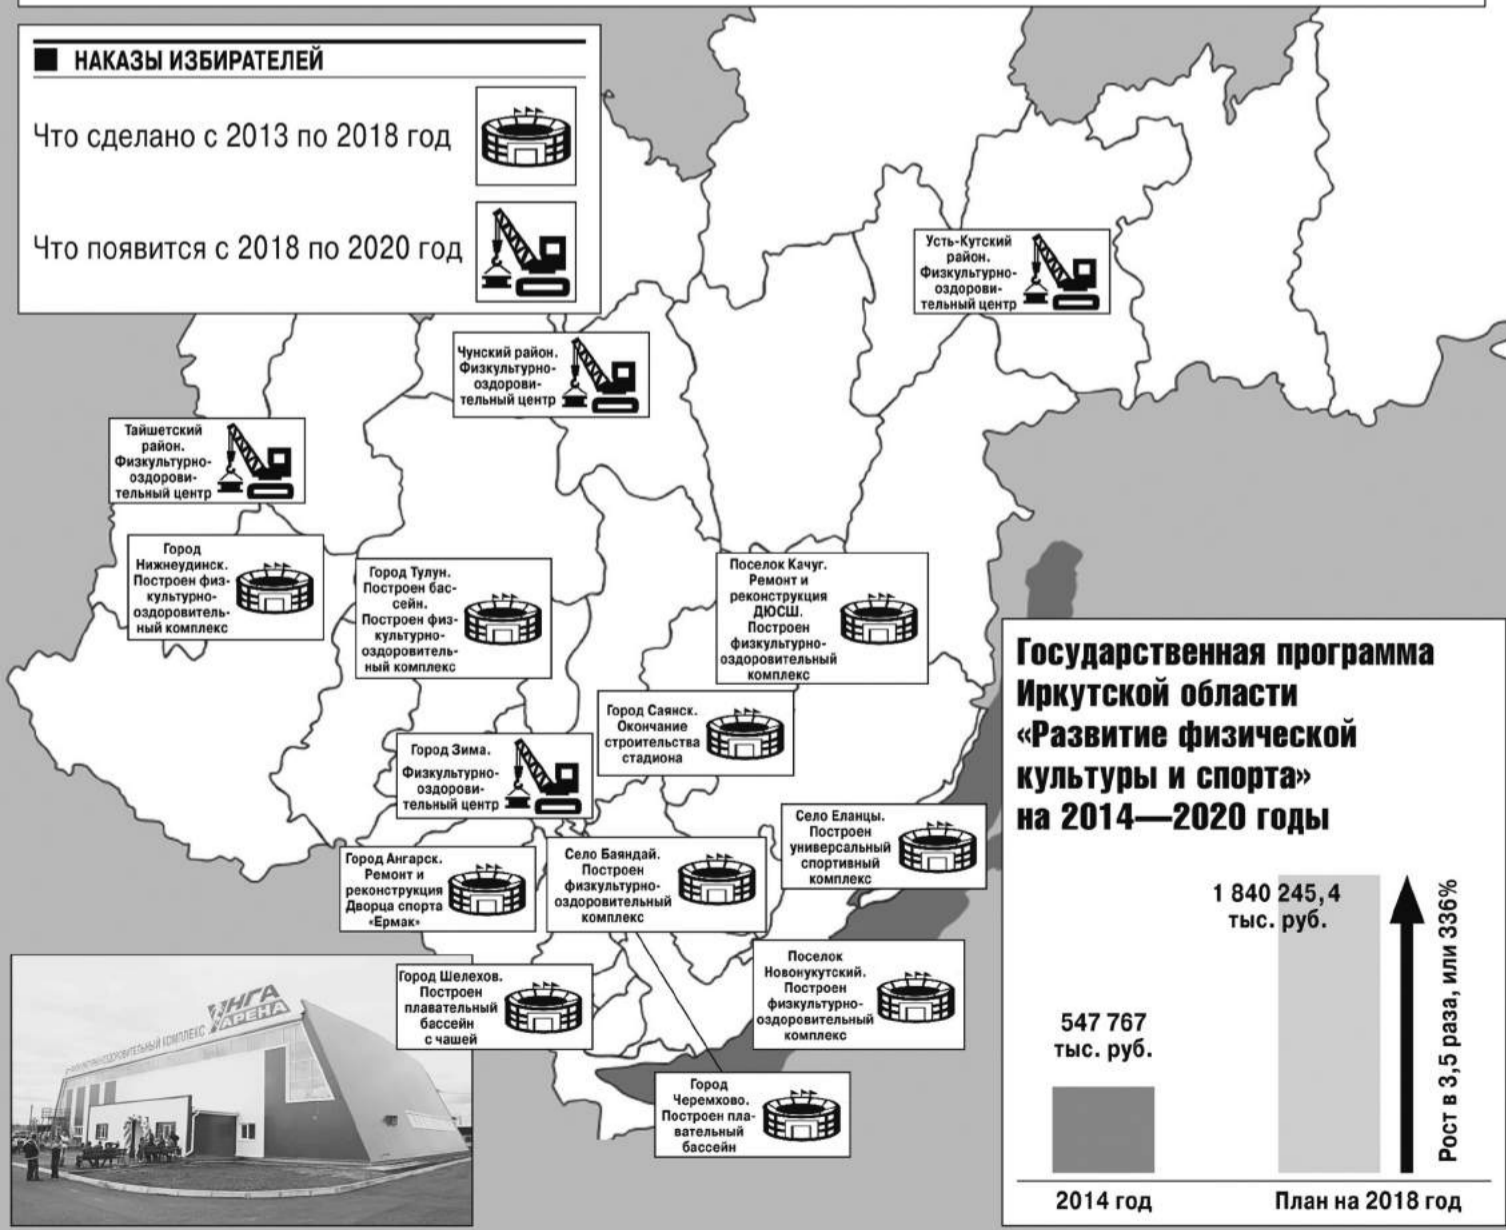 НАКАЗЫ ИЗБИРАТЕЛЕЙ
Что сделано с 2013 по 2018 год
Что появится с 2018 по 2020 год
Усть-Кутский
район.
Физкультурно-
оздорови-
тельный центр
Чунский район.
Физкультурно-
оздорови-
тельный центр
Тайшетский
район.
Физкультурно-
оздорови-
тельный центр
Город
Нижнеудинск.
Построен физ-
культурно-
оздоровитель-
ный комплекс
Город Тулун.
Построен бас-
сейн.
Построен физ-
культурно-
оздоровитель-
ный комплекс
Поселок Качуг.
Ремонт и
реконструкция
ДЮСШ.
Построен
физкультурно-
оздоровительный
комплекс
Город Саянск.
Окончание
строительства
стадиона
Город Зима.
Физкультурно-
оздорови-
тельный центр
Село Еланцы.
Построен
универсальный
спортивный
комплекс
Город Ангарск.
Ремонт и
реконструкция
Дворца спорта
«Ермак»
Село Баяндай.
Построен
физкультурно-
оздоровительный
комплекс
Город Шелехов.
Построен
плавательный
бассейн
с чашей
Поселок
Новонукутский.
Построен
физкультурно-
оздоровительный
комплекс
Город
Черемхово.
Построен пла-
вательный
бассейн
ФИЗКУЛЬТУРНО-ОЗДОРОВИТЕЛЬНЫЙ КОМПЛЕКС
УНГА
АРЕНА
Государственная программа
Иркутской области
«Развитие физической
культуры и спорта»
на 2014—2020 годы
1 840 245,4
тыс. руб.
547 767
тыс. руб.
Рост в 3,5 раза, или 336%
2014 год
План на 2018 год